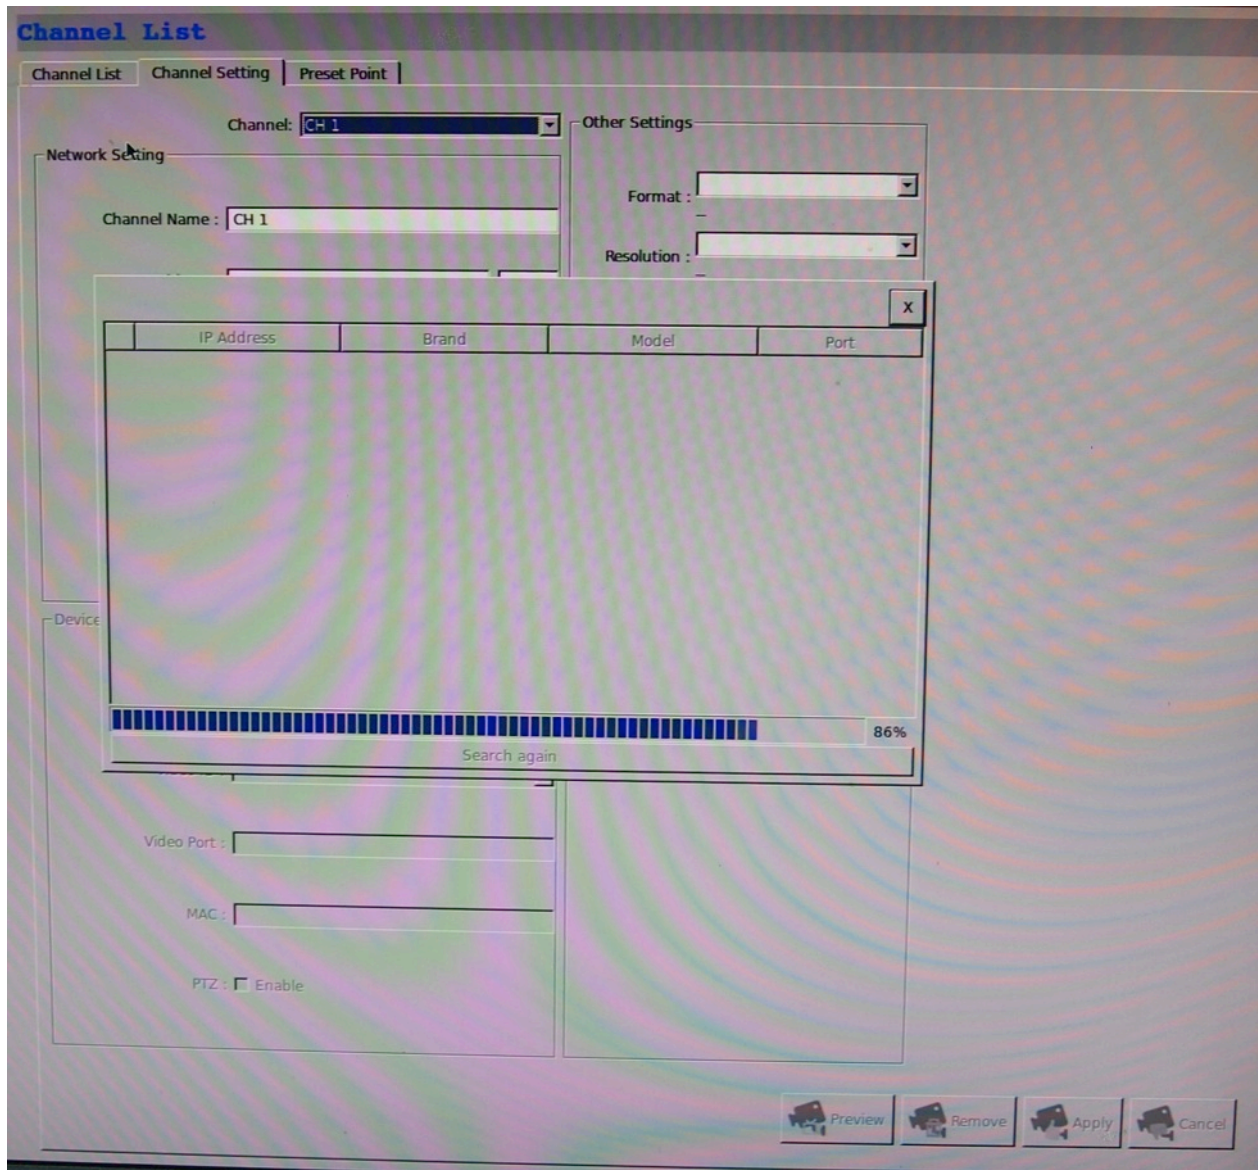 Channel List
Channel List Channel Setting Preset Point
Channel: CH 1
Other Settings
Network Setting
Format :
Channel Name : CH 1
Resolution :
X
IP Address Brand Model Port
Device
86%
Search again
Video Port :
MAC :
PTZ : Enable
Preview Remove Apply Cancel